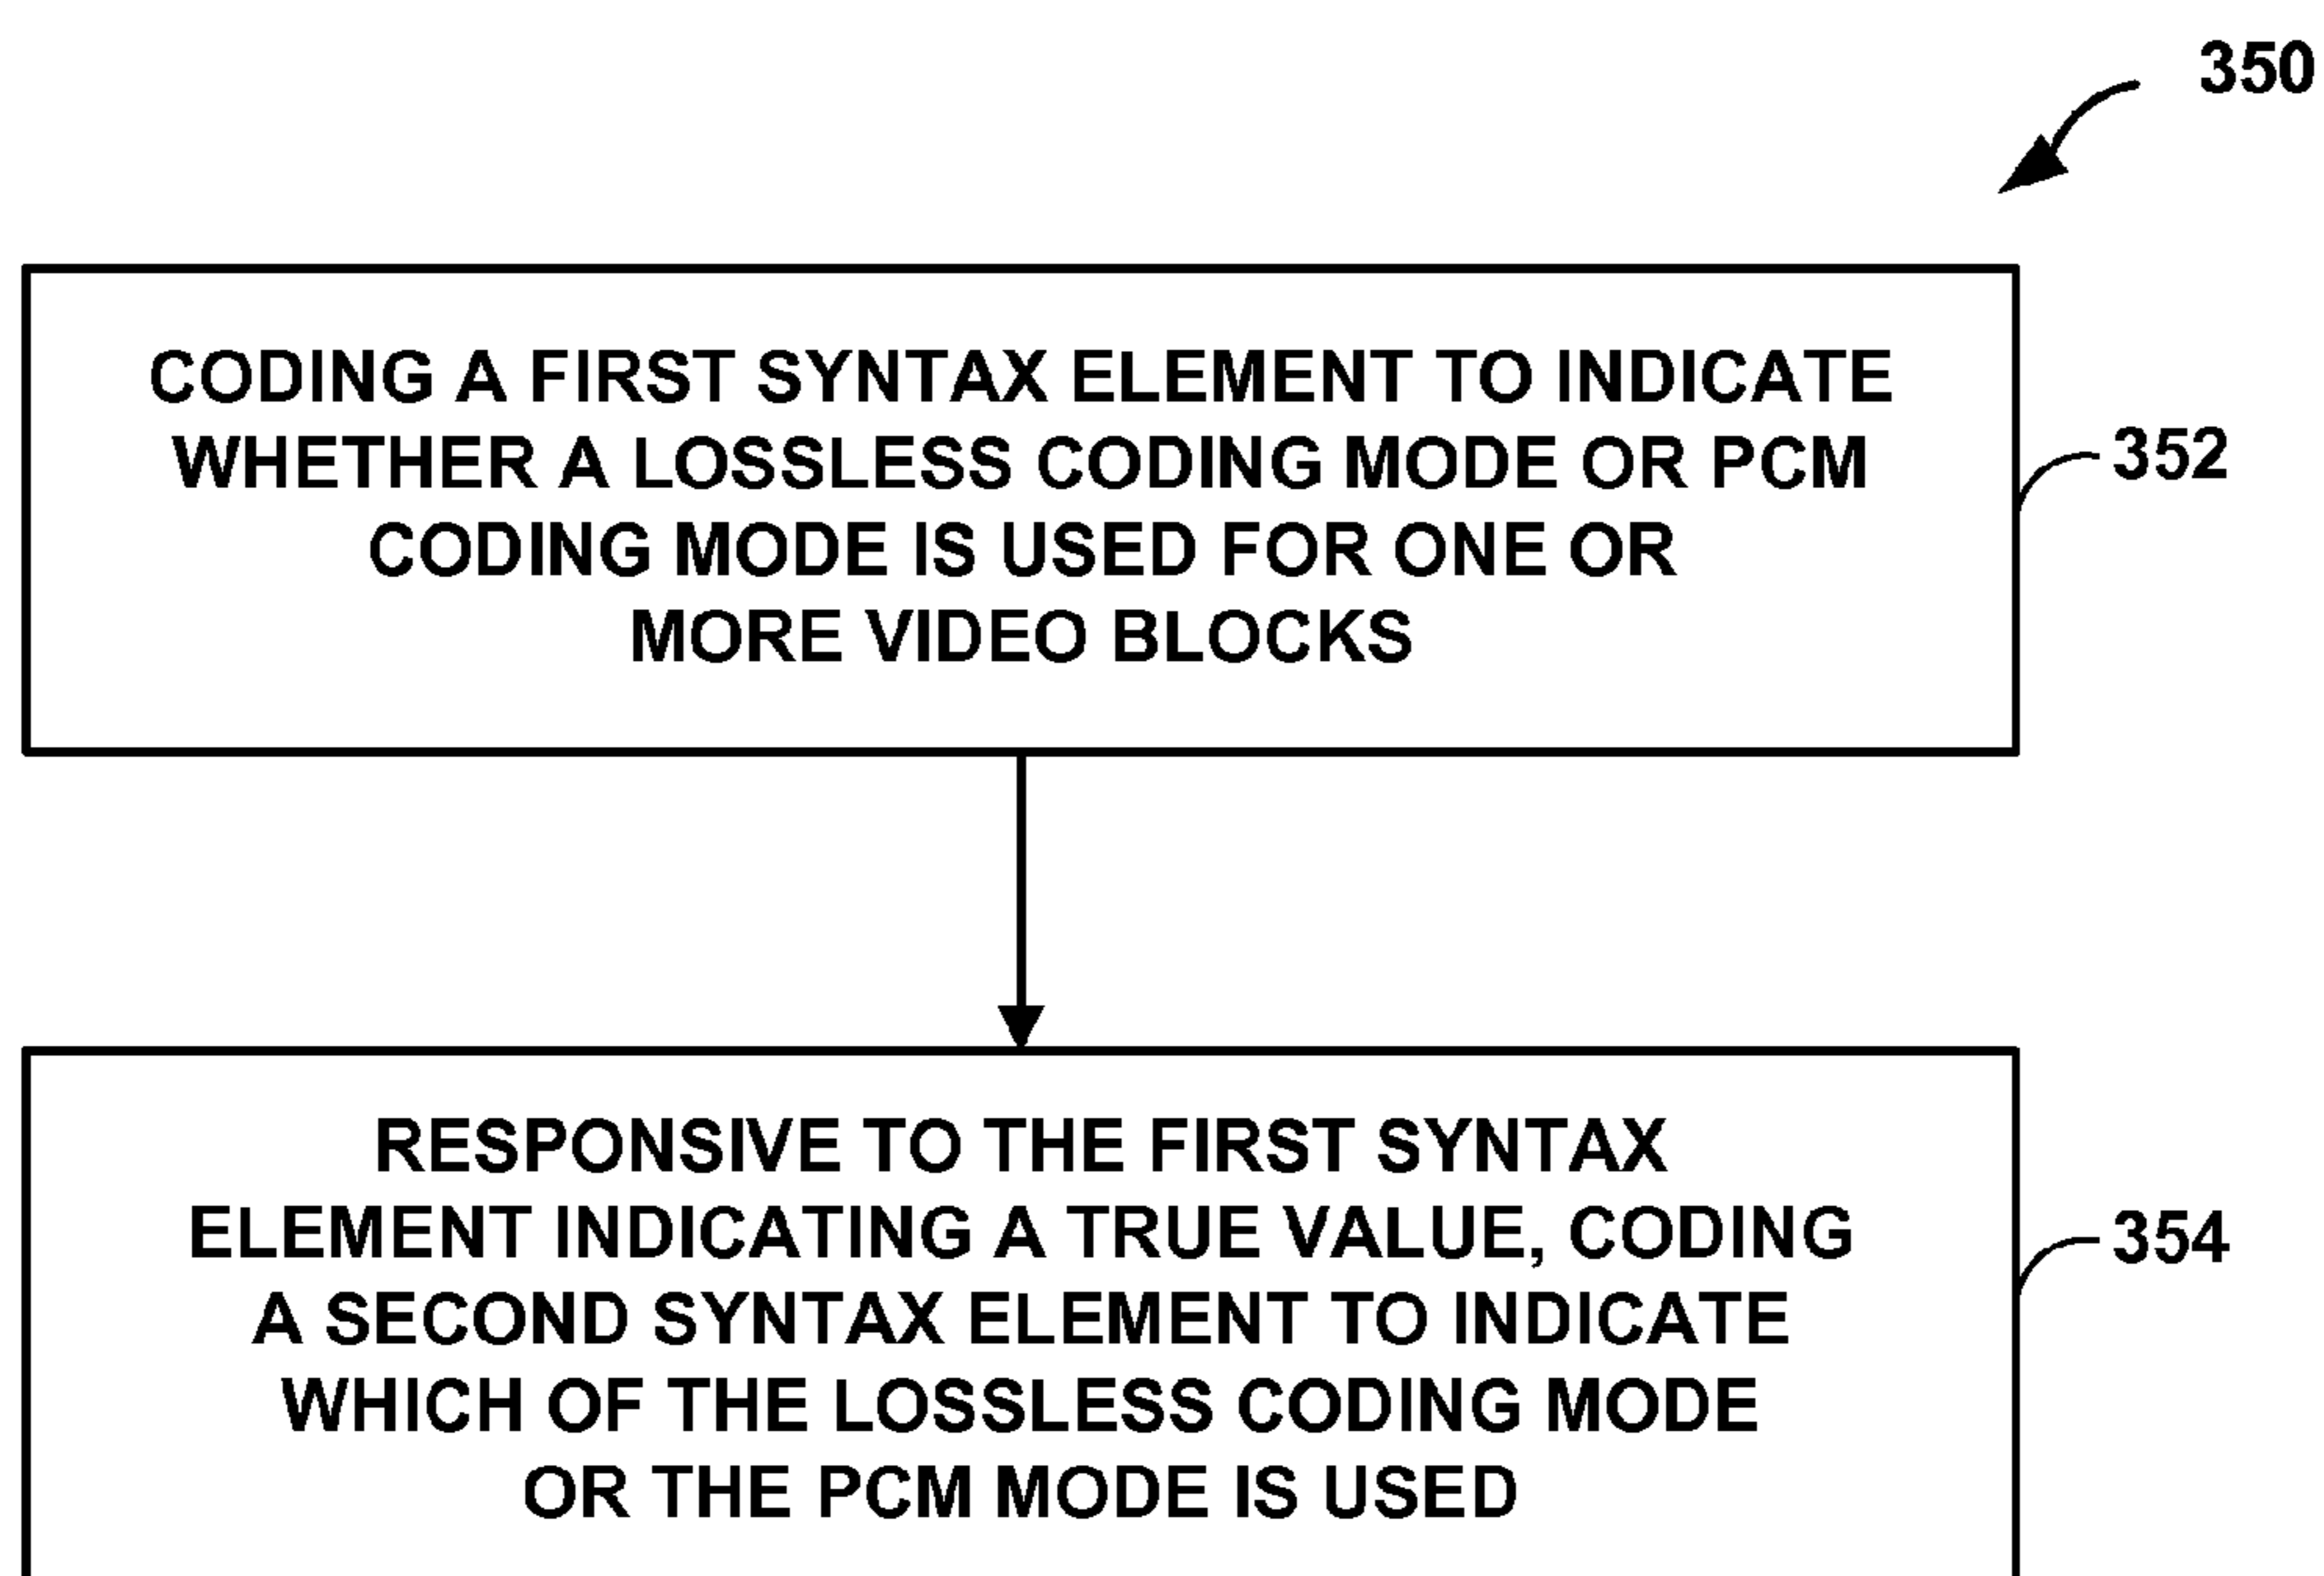 350
CODING A FIRST SYNTAX ELEMENT TO INDICATE
WHETHER A LOSSLESS CODING MODE OR PCM
CODING MODE IS USED FOR ONE OR
MORE VIDEO BLOCKS
352
RESPONSIVE TO THE FIRST SYNTAX
ELEMENT INDICATING A TRUE VALUE, CODING
A SECOND SYNTAX ELEMENT TO INDICATE
WHICH OF THE LOSSLESS CODING MODE
OR THE PCM MODE IS USED
354